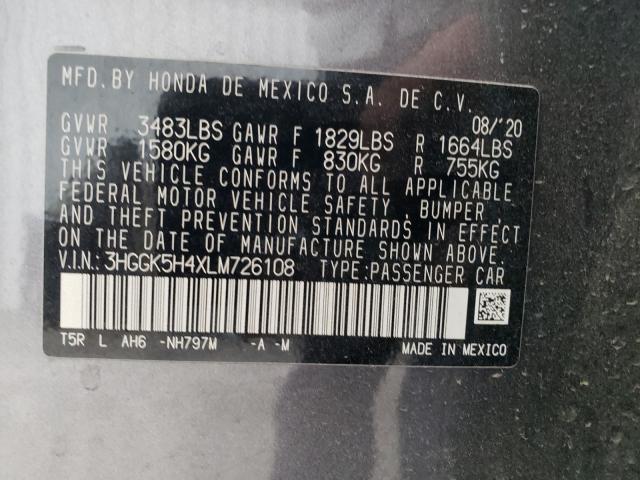 MFD. BY HONDA DE MEXICO S.A. DE C.V.
08/'20
GVWR 3483LBS GAWR F 1829LBS R 1664LBS
GVWR 1580KG GAWR F 830KG R 755KG
THIS VEHICLE CONFORMS TO ALL APPLICABLE
FEDERAL MOTOR VEHICLE SAFETY, BUMPER,
AND THEFT PREVENTION STANDARDS IN EFFECT
ON THE DATE OF MANUFACTURE SHOWN ABOVE.
V.I.N.: 3HGGK5H4XLM726108 TYPE:PASSENGER CAR
T5R L AH6 -NH797M -A -M MADE IN MEXICO